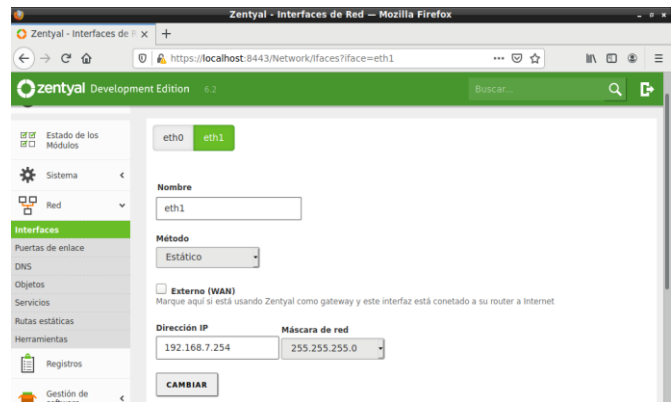 Zentyal - Interfaces de Red — Mozilla Firefox
Zentyal - Interfaces de R
https://localhost:8443/Network/Ifaces?iface=eth1
zentyal Development Edition 6.2
Buscar...
Estado de los
Módulos
Sistema
Red
Interfaces
Puertas de enlace
DNS
Objetos
Servicios
Rutas estáticas
Herramientas
Registros
Gestión de
eth0 eth1
Nombre
eth1
Método
Estático
Externo (WAN)
Marque aquí si está usando Zentyal como gateway y este interfaz está conetado a su router a Internet
Dirección IP Máscara de red
192.168.7.254 255.255.255.0
CAMBIAR